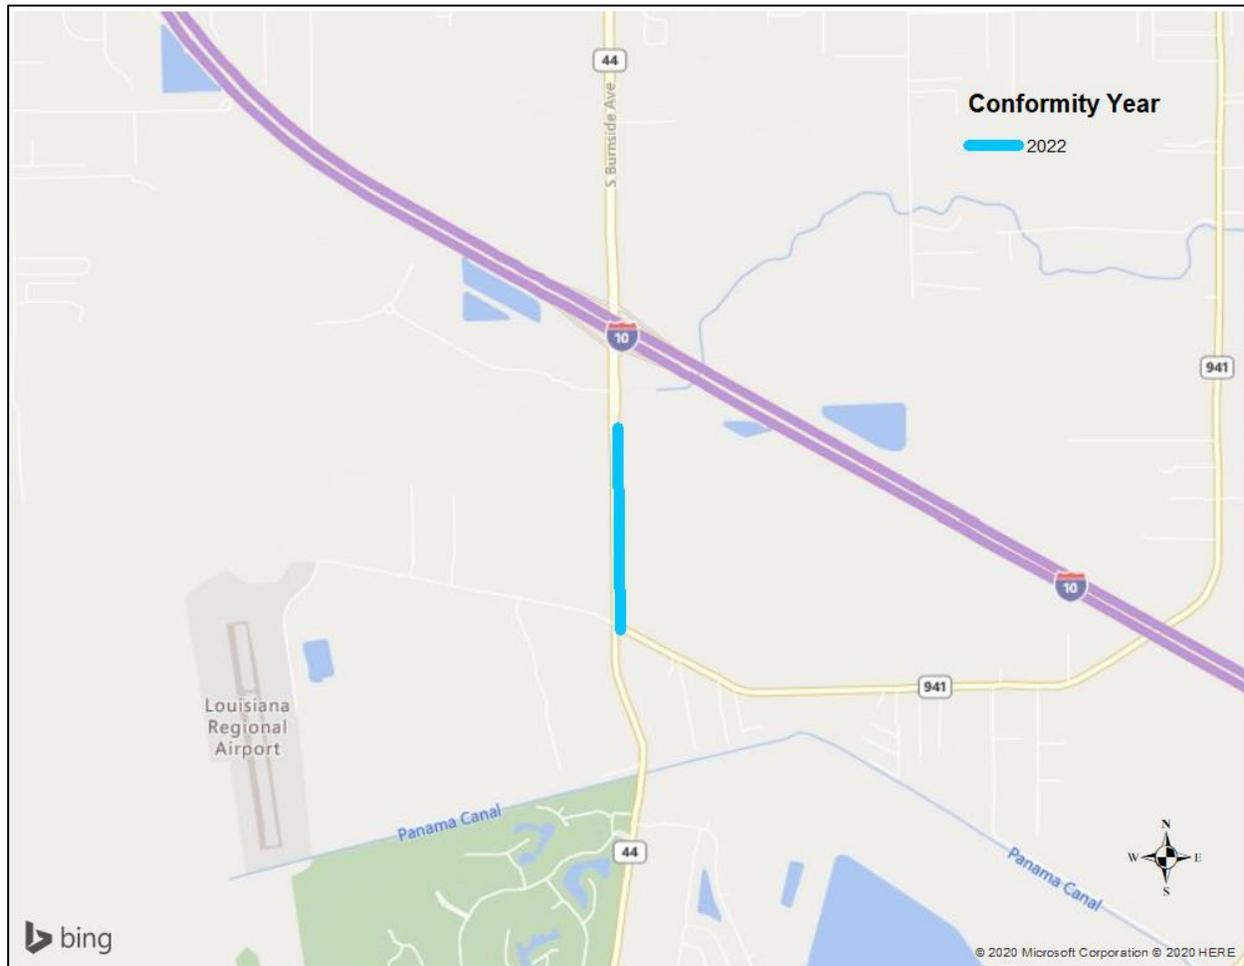 44
S Burnside Ave
Conformity Year
2022
10
941
10
941
Louisiana
Regional
Airport
Panama Canal
44
Panama Canal
N
W E
S
bing
© 2020 Microsoft Corporation © 2020 HERE